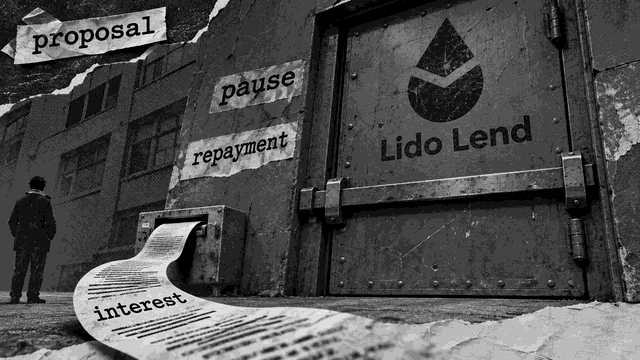 proposal
pause
repayment
Lido Lend
interest